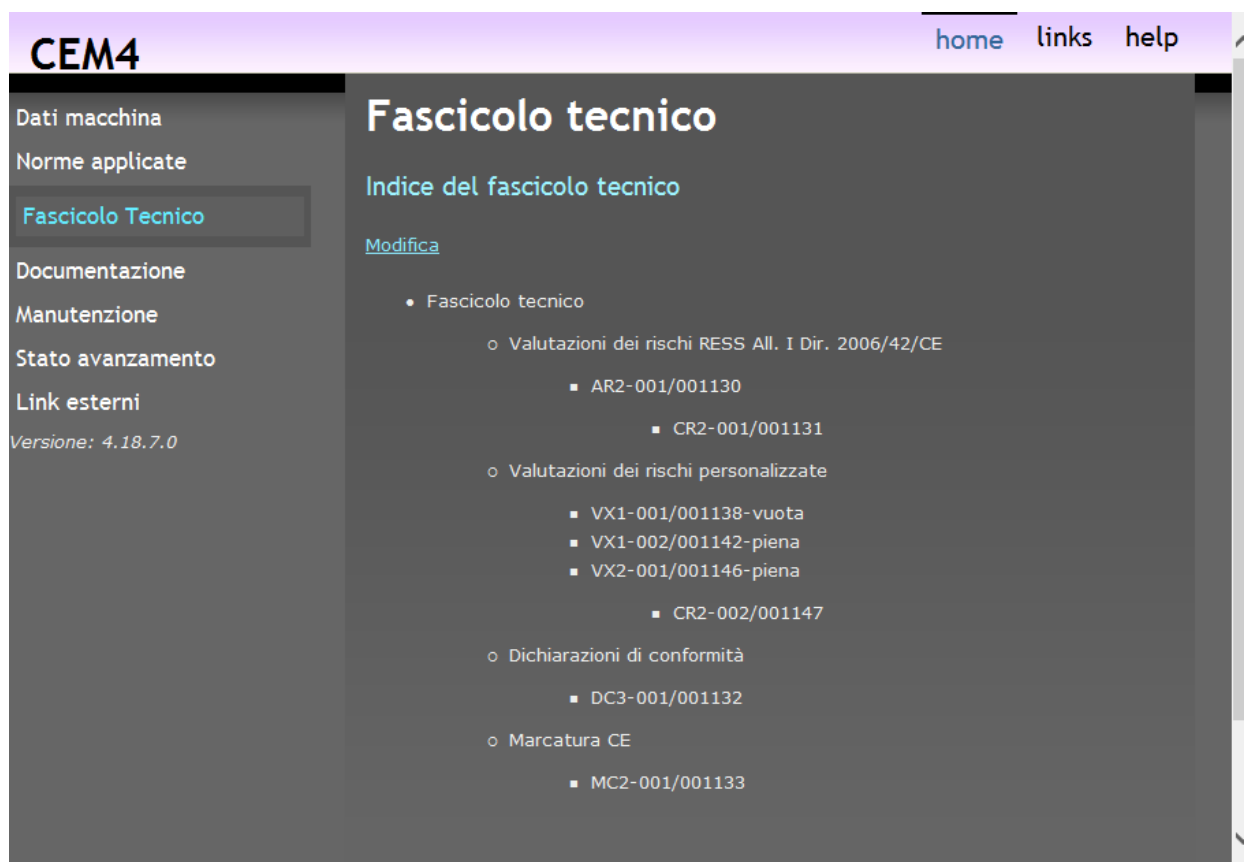 CEM4
home links help
Dati macchina
Norme applicate
Fascicolo Tecnico
Documentazione
Manutenzione
Stato avanzamento
Link esterni
Versione: 4.18.7.0
Fascicolo tecnico
Indice del fascicolo tecnico
Modifica
Fascicolo tecnico
Valutazioni dei rischi RESS All. I Dir. 2006/42/CE
AR2-001/001130
CR2-001/001131
Valutazioni dei rischi personalizzate
VX1-001/001138-vuota
VX1-002/001142-piena
VX2-001/001146-piena
CR2-002/001147
Dichiarazioni di conformità
DC3-001/001132
Marcatura CE
MC2-001/001133